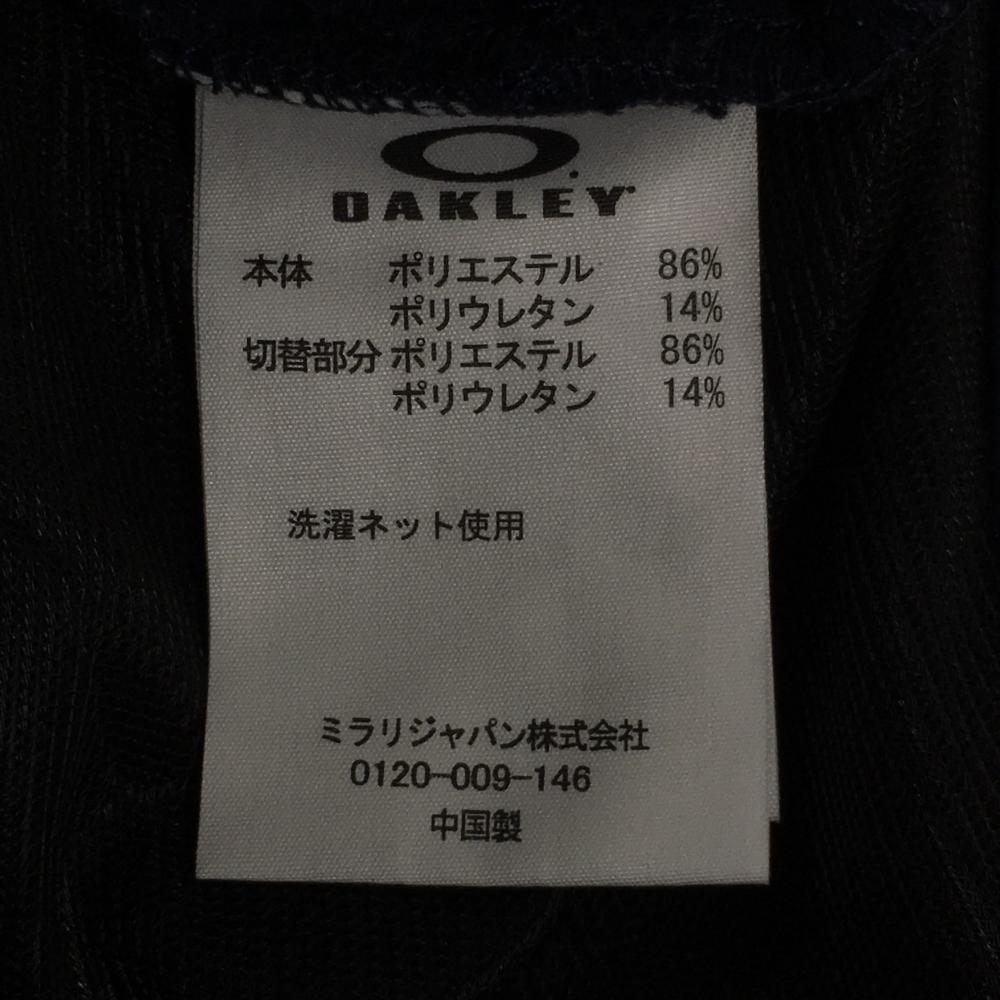 OAKLEY
本体 ポリエステル 86%
ポリウレタン 14%
切替部分 ポリエステル 86%
ポリウレタン 14%
洗濯ネット使用
ミラリジャパン株式会社
0120-009-146
中国製